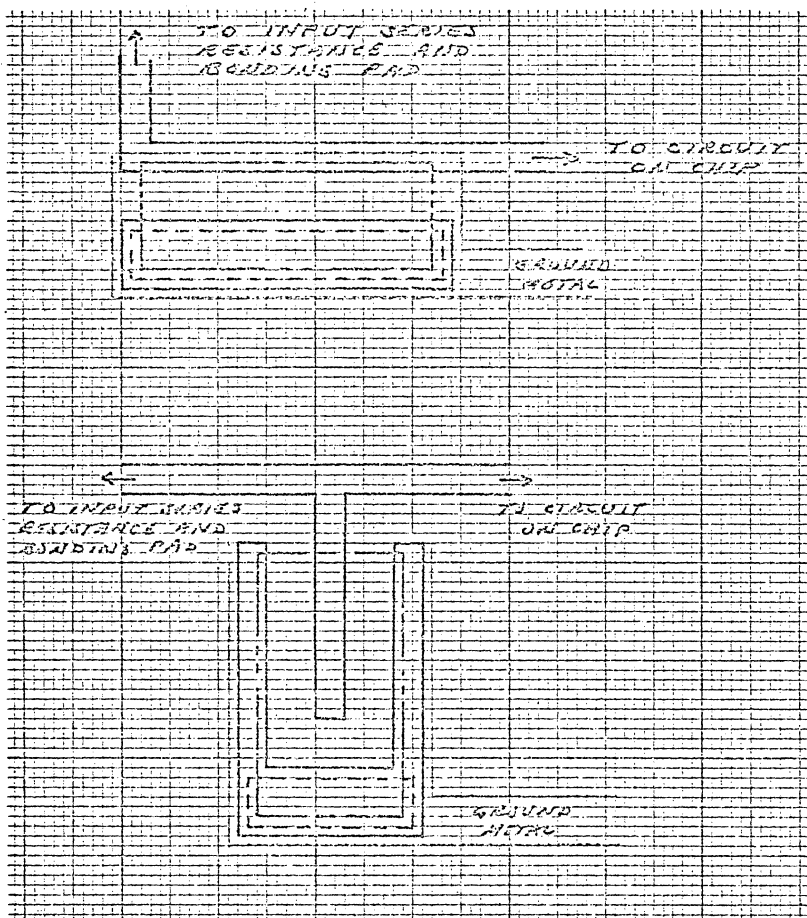 TO INPUT SERIES
RESISTANCE AND
BONDING PAD
TO CIRCUIT
ON CHIP
GROUND
METAL
TO INPUT SERIES
RESISTANCE AND
BONDING PAD
TO CIRCUIT
ON CHIP
GROUND
METAL